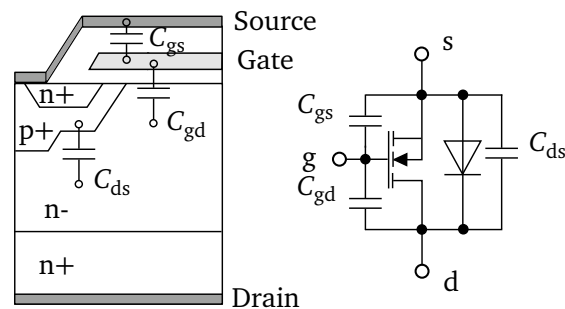 Source
Cgs
Gate
n+
p+
Cgd
Cds
n-
n+
Drain
s
Cgs
g
Cgd
Cds
d